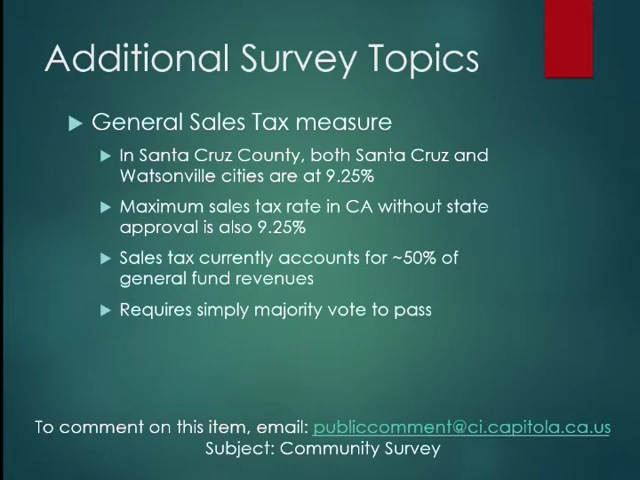 Additional Survey Topics
General Sales Tax measure
In Santa Cruz County, both Santa Cruz and
Watsonville cities are at 9.25%
Maximum sales tax rate in CA without state
approval is also 9.25%
Sales tax currently accounts for ~50% of
general fund revenues
Requires simply majority vote to pass
To comment on this item, email: publiccomment@ci.capitola.ca.us
Subject: Community Survey